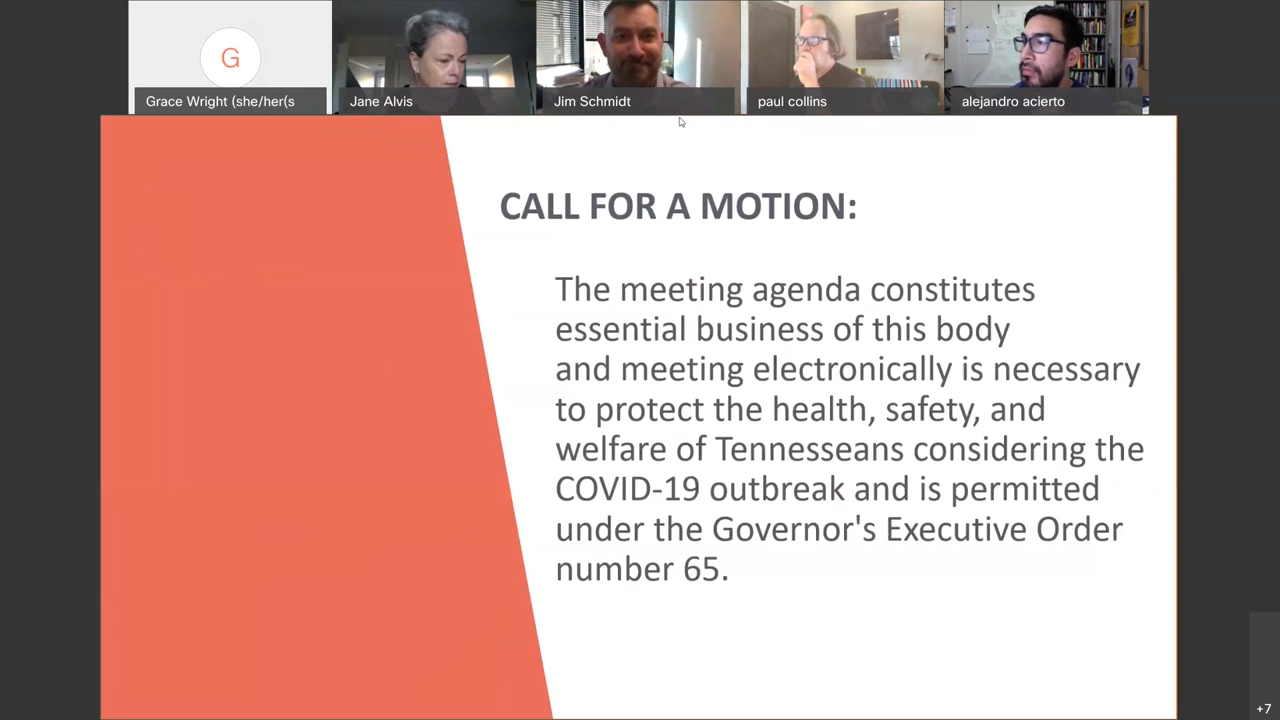 G
Grace Wright (she/her(s
Jane Alvis
Jim Schmidt
paul collins
alejandro acierto
CALL FOR A MOTION:
The meeting agenda constitutes
essential business of this body
and meeting electronically is necessary
to protect the health, safety, and
welfare of Tennesseans considering the
COVID-19 outbreak and is permitted
under the Governor's Executive Order
number 65.
+7